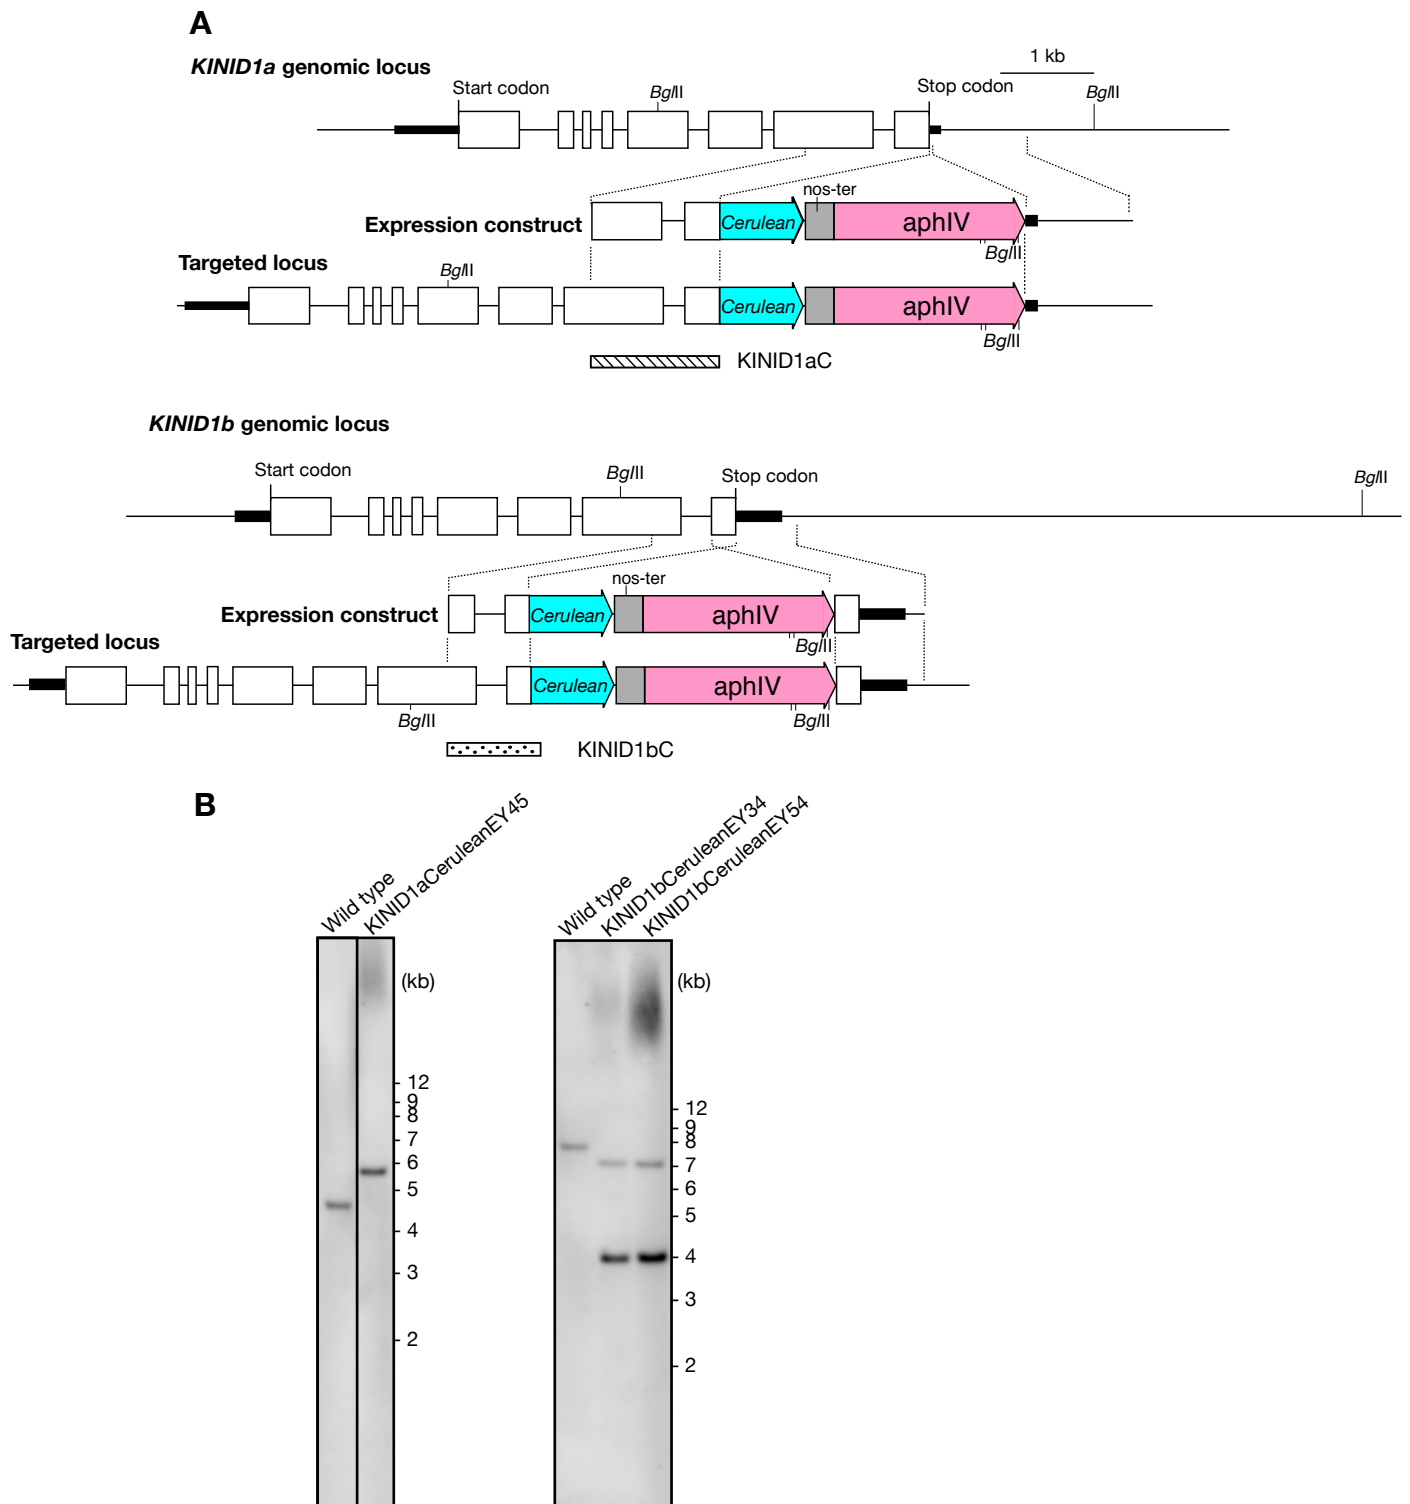 A
KINID1a genomic locus
1 kb
Start codon
BglII
Stop codon
BglII
nos-ter
Expression construct
Cerulean
aphIV
BglII
Targeted locus
BglII
Cerulean
aphIV
BglII
KINID1aC
KINID1b genomic locus
Start codon
BglII
Stop codon
BglII
nos-ter
Expression construct
Cerulean
aphIV
BglII
Targeted locus
Cerulean
aphIV
BglII
BglII
KINID1bC
B
Wild type
KINID1aCeruleanEY45
(kb)
12
9
8
7
6
5
4
3
2
Wild type
KINID1bCeruleanEY34
KINID1bCeruleanEY54
(kb)
12
9
8
7
6
5
4
3
2